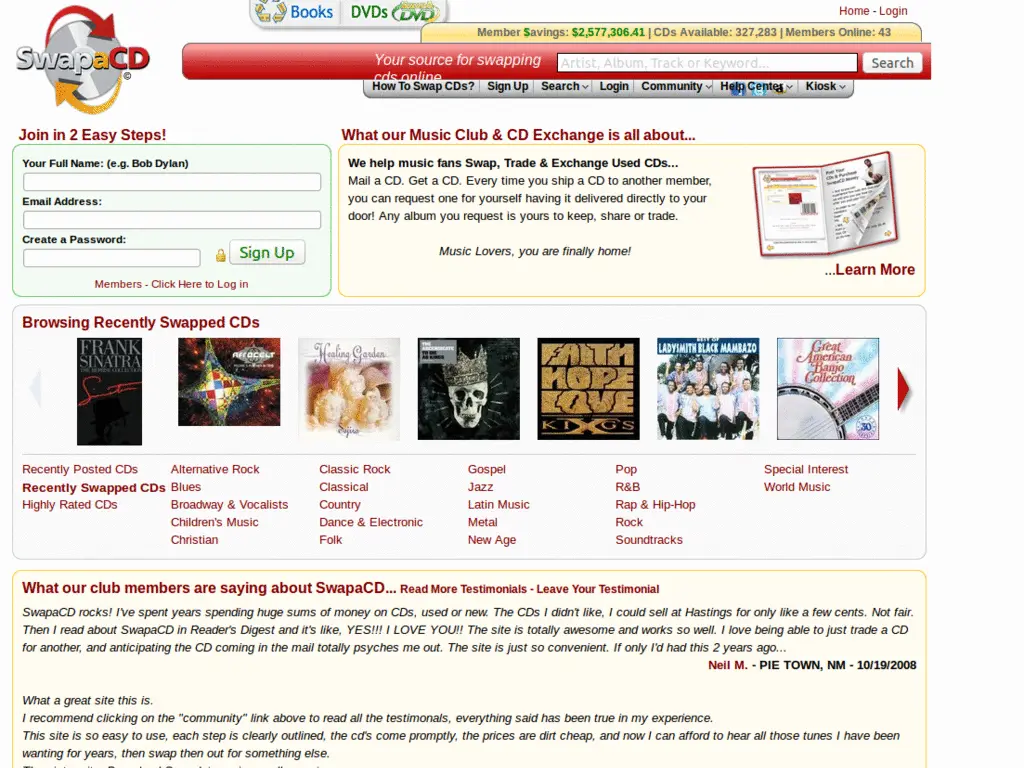 Books
DVDs
DVD
Home - Login
Member $avings: $2,577,306.41 | CDs Available: 327,283 | Members Online: 43
SwapaCD
©
Your source for swapping
cds online
Artist, Album, Track or Keyword...
Search
How To Swap CDs?
Sign Up
Search
Login
Community
Help Center
Kiosk
Join in 2 Easy Steps!
Your Full Name: (e.g. Bob Dylan)
Email Address:
Create a Password:
Sign Up
Members - Click Here to Log in
What our Music Club & CD Exchange is all about...
We help music fans Swap, Trade & Exchange Used CDs...
Mail a CD. Get a CD. Every time you ship a CD to another member,
you can request one for yourself having it delivered directly to your
door! Any album you request is yours to keep, share or trade.
Music Lovers, you are finally home!
...Learn More
Browsing Recently Swapped CDs
FRANK
SINATRA
AFROCELT
Healing Garden
FAITH
HOPE
LOVE
KING'S
BEST OF
LADYSMITH BLACK MAMBAZO
Great
American
Banjo
Collection
30
Recently Posted CDs
Recently Swapped CDs
Highly Rated CDs
Alternative Rock
Blues
Broadway & Vocalists
Children's Music
Christian
Classic Rock
Classical
Country
Dance & Electronic
Folk
Gospel
Jazz
Latin Music
Metal
New Age
Pop
R&B
Rap & Hip-Hop
Rock
Soundtracks
Special Interest
World Music
What our club members are saying about SwapaCD... Read More Testimonials - Leave Your Testimonial
SwapaCD rocks! I've spent years spending huge sums of money on CDs, used or new. The CDs I didn't like, I could sell at Hastings for only like a few cents. Not fair.
Then I read about SwapaCD in Reader's Digest and it's like, YES!!! I LOVE YOU!! The site is totally awesome and works so well. I love being able to just trade a CD
for another, and anticipating the CD coming in the mail totally psyches me out. The site is just so convenient. If only I'd had this 2 years ago...
Neil M. - PIE TOWN, NM - 10/19/2008
What a great site this is.
I recommend clicking on the "community" link above to read all the testimonals, everything said has been true in my experience.
This site is so easy to use, each step is clearly outlined, the cd's come promptly, the prices are dirt cheap, and now I can afford to hear all those tunes I have been
wanting for years, then swap then out for something else.